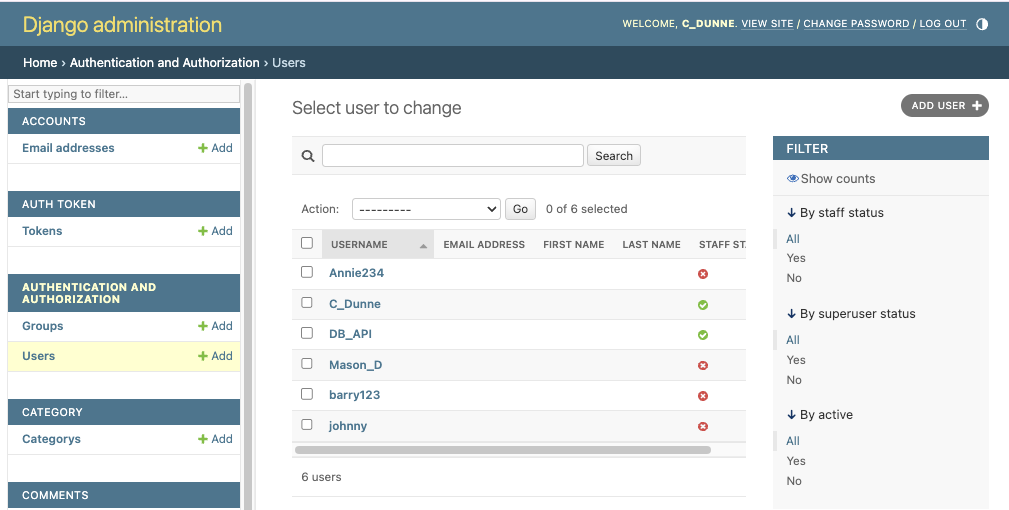 Django administration
WELCOME, C_DUNNE. VIEW SITE / CHANGE PASSWORD / LOG OUT
Home › Authentication and Authorization › Users
Start typing to filter...
ACCOUNTS
Email addresses + Add
AUTH TOKEN
Tokens + Add
AUTHENTICATION AND
AUTHORIZATION
Groups + Add
Users + Add
CATEGORY
Categorys + Add
COMMENTS
Select user to change
ADD USER +
Search
Action: --------- Go 0 of 6 selected
USERNAME EMAIL ADDRESS FIRST NAME LAST NAME STAFF STA
Annie234
C_Dunne
DB_API
Mason_D
barry123
johnny
6 users
FILTER
Show counts
↓ By staff status
All
Yes
No
↓ By superuser status
All
Yes
No
↓ By active
All
Yes
No